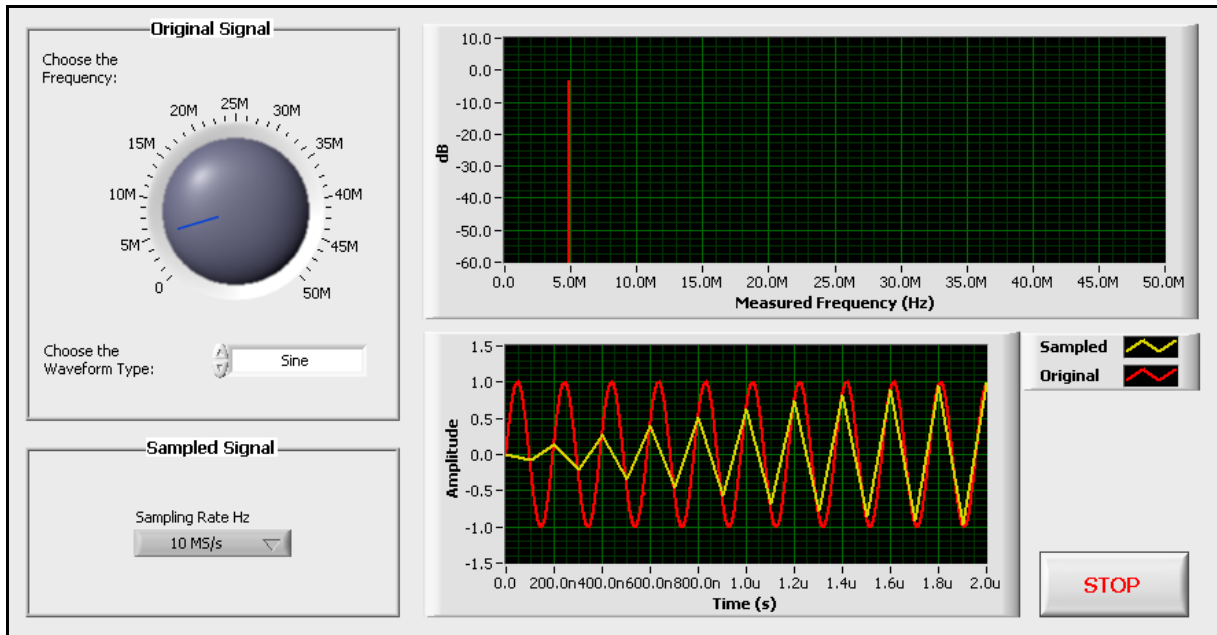 Original Signal
Choose the
Frequency:
0
5M
10M
15M
20M
25M
30M
35M
40M
45M
50M
Choose the
Waveform Type:
Sine
Sampled Signal
Sampling Rate Hz
10 MS/s
10.0
0.0
-10.0
-20.0
-30.0
-40.0
-50.0
-60.0
dB
0.0 5.0M 10.0M 15.0M 20.0M 25.0M 30.0M 35.0M 40.0M 45.0M 50.0M
Measured Frequency (Hz)
1.5
1.0
0.5
0.0
-0.5
-1.0
-1.5
Amplitude
0.0 200.0n 400.0n 600.0n 800.0n 1.0u 1.2u 1.4u 1.6u 1.8u 2.0u
Time (s)
Sampled
Original
STOP